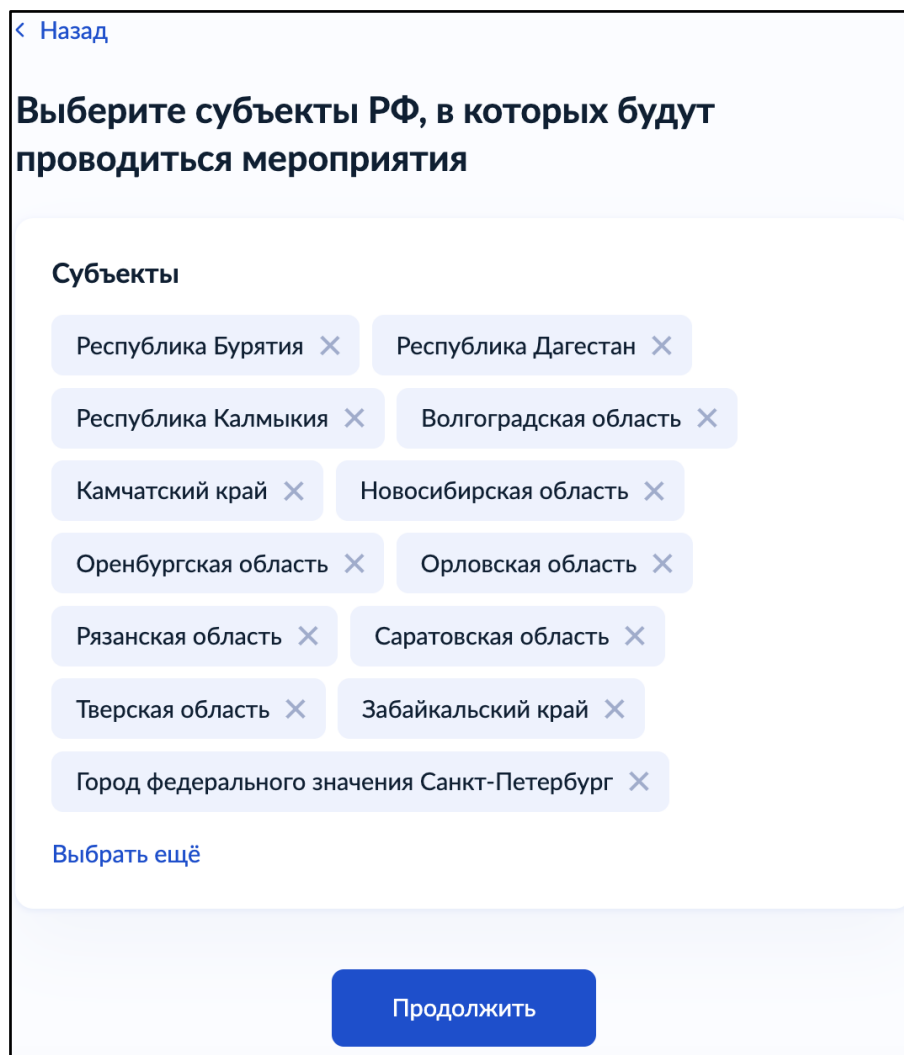 Назад
Выберите субъекты РФ, в которых будут
проводиться мероприятия
Субъекты
Республика Бурятия
Республика Дагестан
Республика Калмыкия
Волгоградская область
Камчатский край
Новосибирская область
Оренбургская область
Орловская область
Рязанская область
Саратовская область
Тверская область
Забайкальский край
Город федерального значения Санкт-Петербург
Выбрать ещё
Продолжить